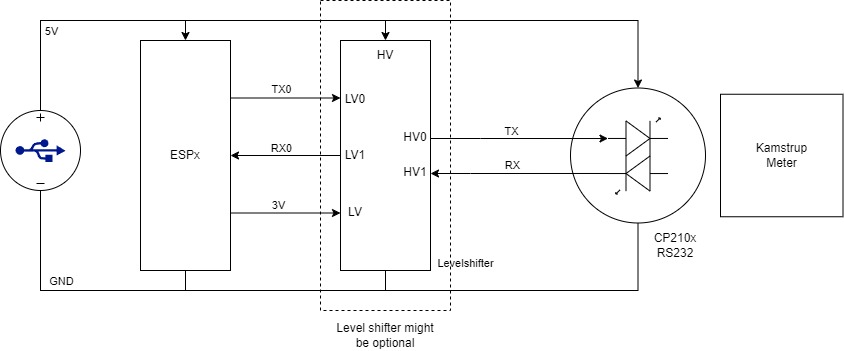 5V
HV
TX0
LV0
+
HV0
TX
ESPx
RX0
LV1
Kamstrup
Meter
HV1
RX
−
3V
LV
CP210x
RS232
Levelshifter
GND
Level shifter might
be optional